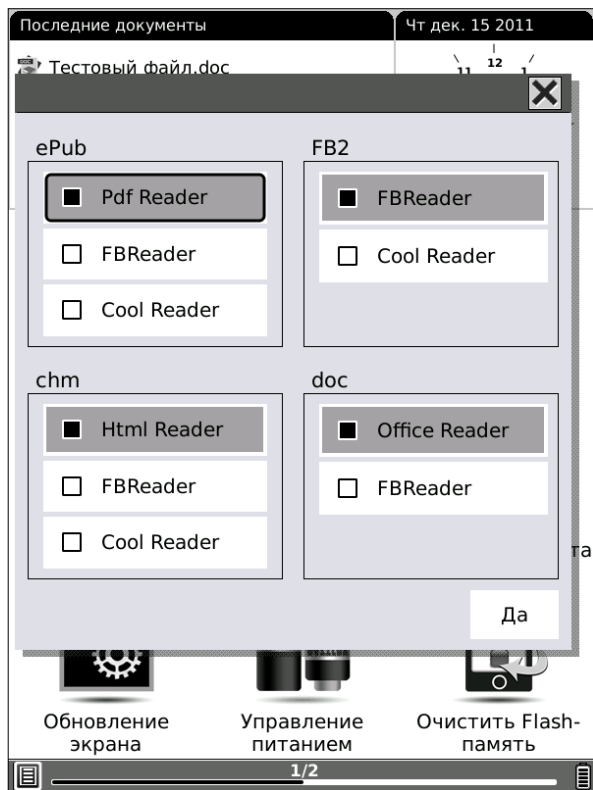 Последние документы
Чт дек. 15 2011
Тестовый файл.doc
11 12 1
ePub
Pdf Reader
FBReader
Cool Reader
FB2
FBReader
Cool Reader
chm
Html Reader
FBReader
Cool Reader
doc
Office Reader
FBReader
та
Да
Обновление
экрана
Управление
питанием
Очистить Flash-
память
1/2